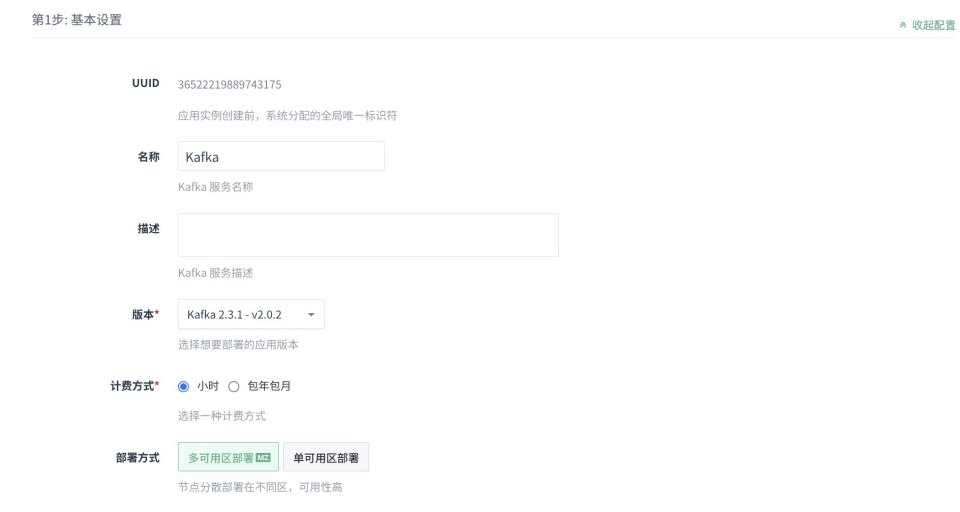 第1步: 基本设置
收起配置
UUID 36522219889743175
应用实例创建前，系统分配的全局唯一标识符
名称 Kafka
Kafka 服务名称
描述
Kafka 服务描述
版本* Kafka 2.3.1 - v2.0.2
选择想要部署的应用版本
计费方式* 小时 包年包月
选择一种计费方式
部署方式 多可用区部署 MZ 单可用区部署
节点分散部署在不同区，可用性高